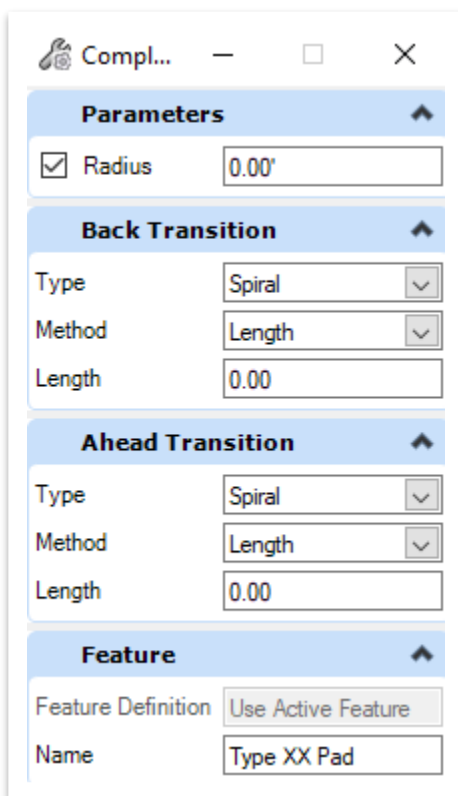 Compl...
Parameters
Radius 0.00'
Back Transition
Type Spiral
Method Length
Length 0.00
Ahead Transition
Type Spiral
Method Length
Length 0.00
Feature
Feature Definition Use Active Feature
Name Type XX Pad